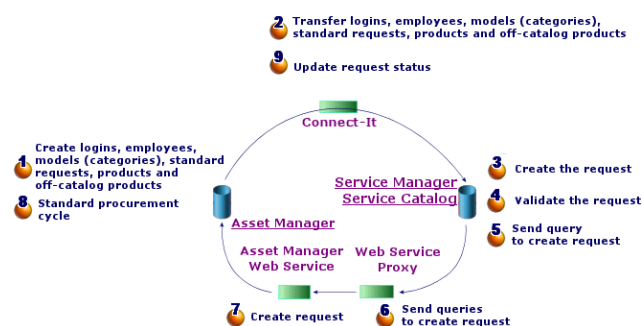 2 Transfer logins, employees, models (categories),
standard requests, products and off-catalog products
9 Update request status
Connect-It
1 Create logins, employees,
models (categories), standard
requests, products and
off-catalog products
8 Standard procurement
cycle
Asset Manager
Service Manager
Service Catalog
3 Create the request
4 Validate the request
5 Send query
to create request
Asset Manager
Web Service
Web Service
Proxy
7 Create request
6 Send queries
to create request